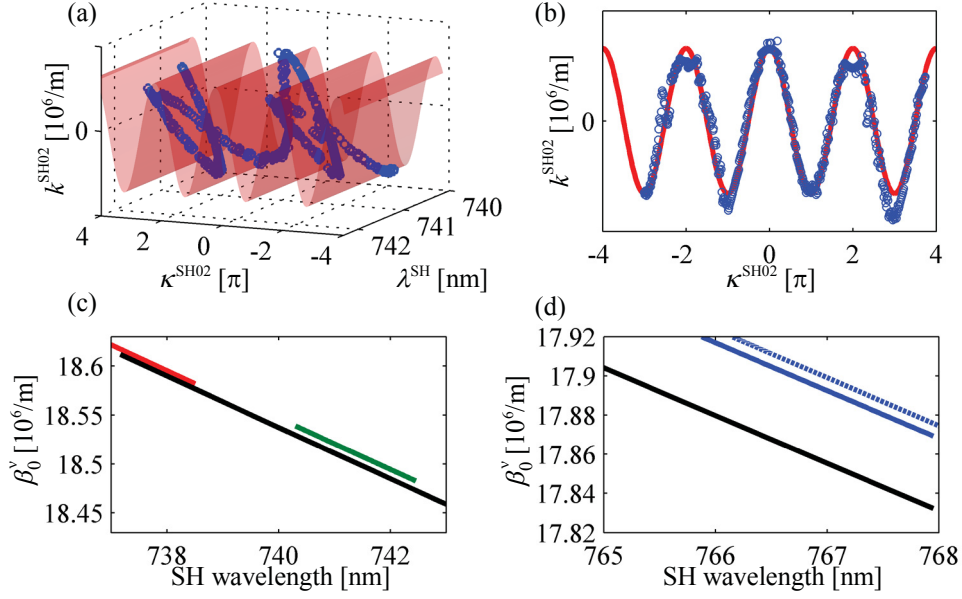 (a)
k^SH02 [10^6/m]
0
4
2
0
-2
-4
κ^SH02 [π]
742
741
740
λ^SH [nm]
(b)
k^SH02 [10^6/m]
0
-4
-2
0
2
4
κ^SH02 [π]
(c)
β_0^ν [10^6/m]
18.6
18.55
18.5
18.45
738
740
742
SH wavelength [nm]
(d)
β_0^ν [10^6/m]
17.92
17.9
17.88
17.86
17.84
17.82
765
766
767
768
SH wavelength [nm]